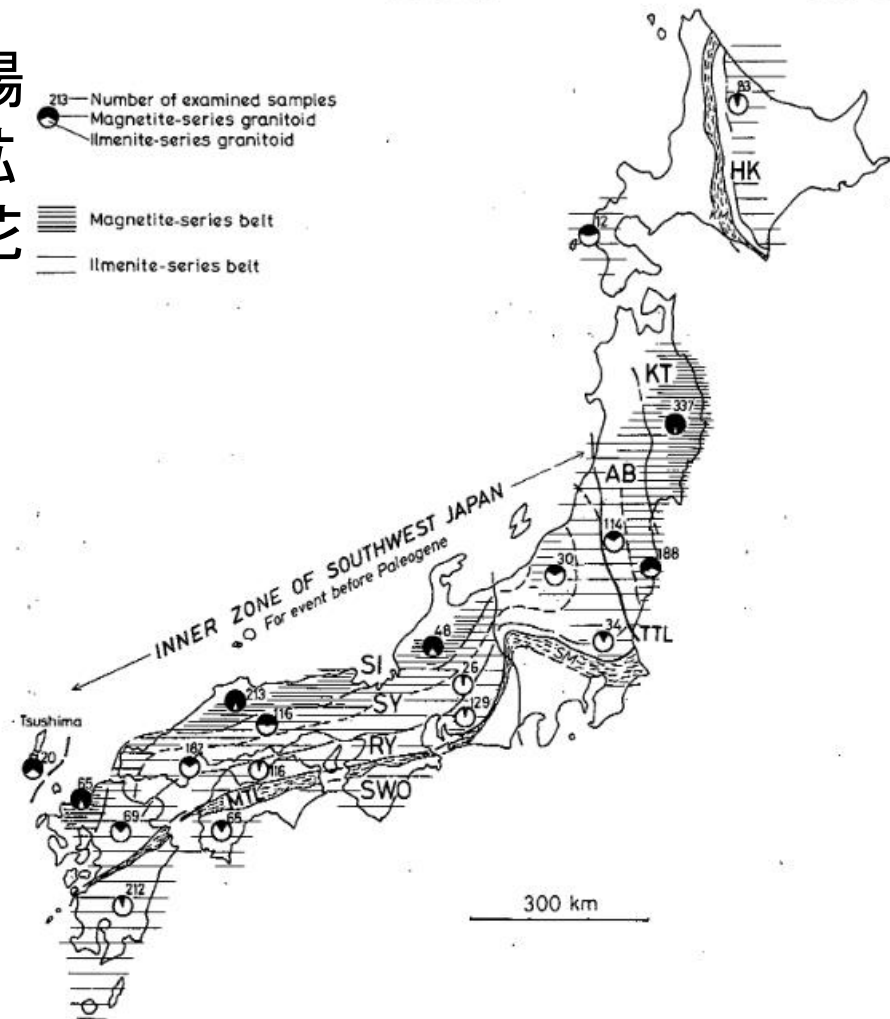 213
Number of examined samples
Magnetite-series granitoid
Ilmenite-series granitoid
Magnetite-series belt
Ilmenite-series belt
83
HK
12
KT
337
AB
114
188
30
34
TTL
SM
INNER ZONE OF SOUTHWEST JAPAN
For event before Paleogene
48
SI
26
213
SY
129
116
Tsushima
RY
182
116
20
MTL
SWO
65
69
65
212
300 km